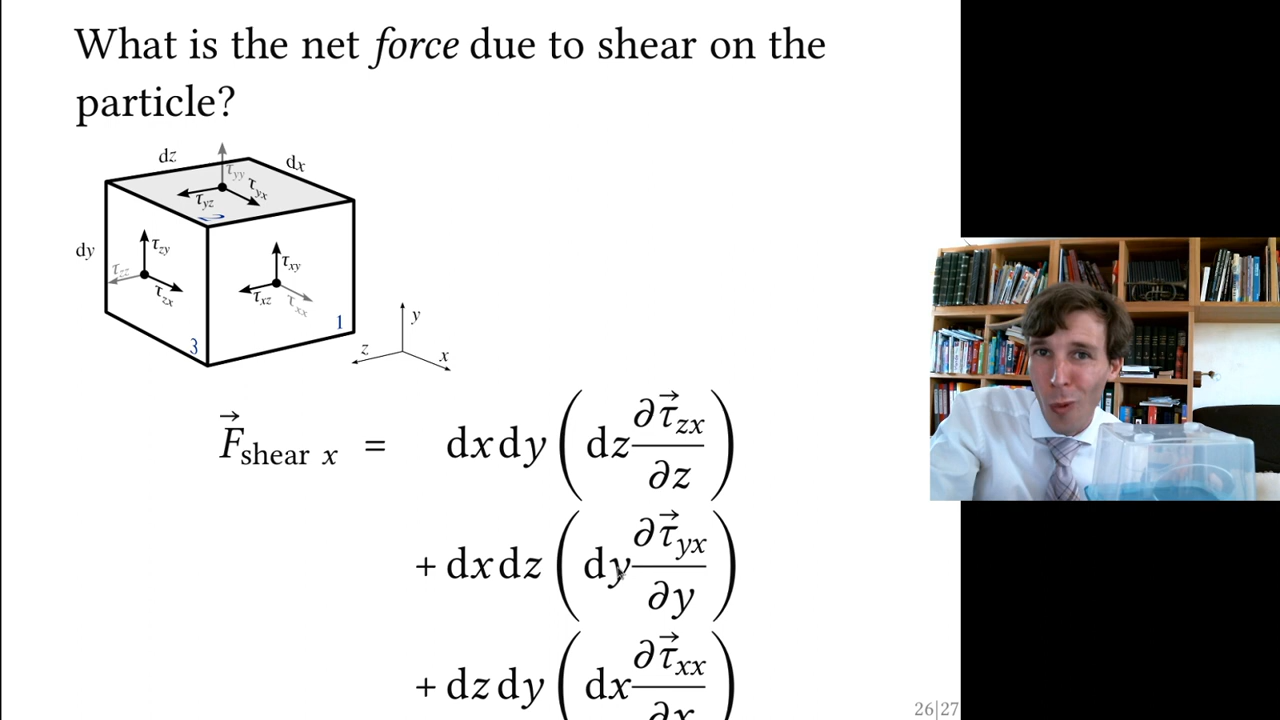 What is the net force due to shear on the
particle?
dz
dx
τyy
τyx
τyz
2
dy
τzy
τzz
τzx
3
τxy
τxz
τxx
1
y
z
x
F⃗shear x = dx dy ( dz ∂τ⃗zx / ∂z )
+ dx dz ( dy ∂τ⃗yx / ∂y )
+ dz dy ( dx ∂τ⃗xx / ∂x )
26|27